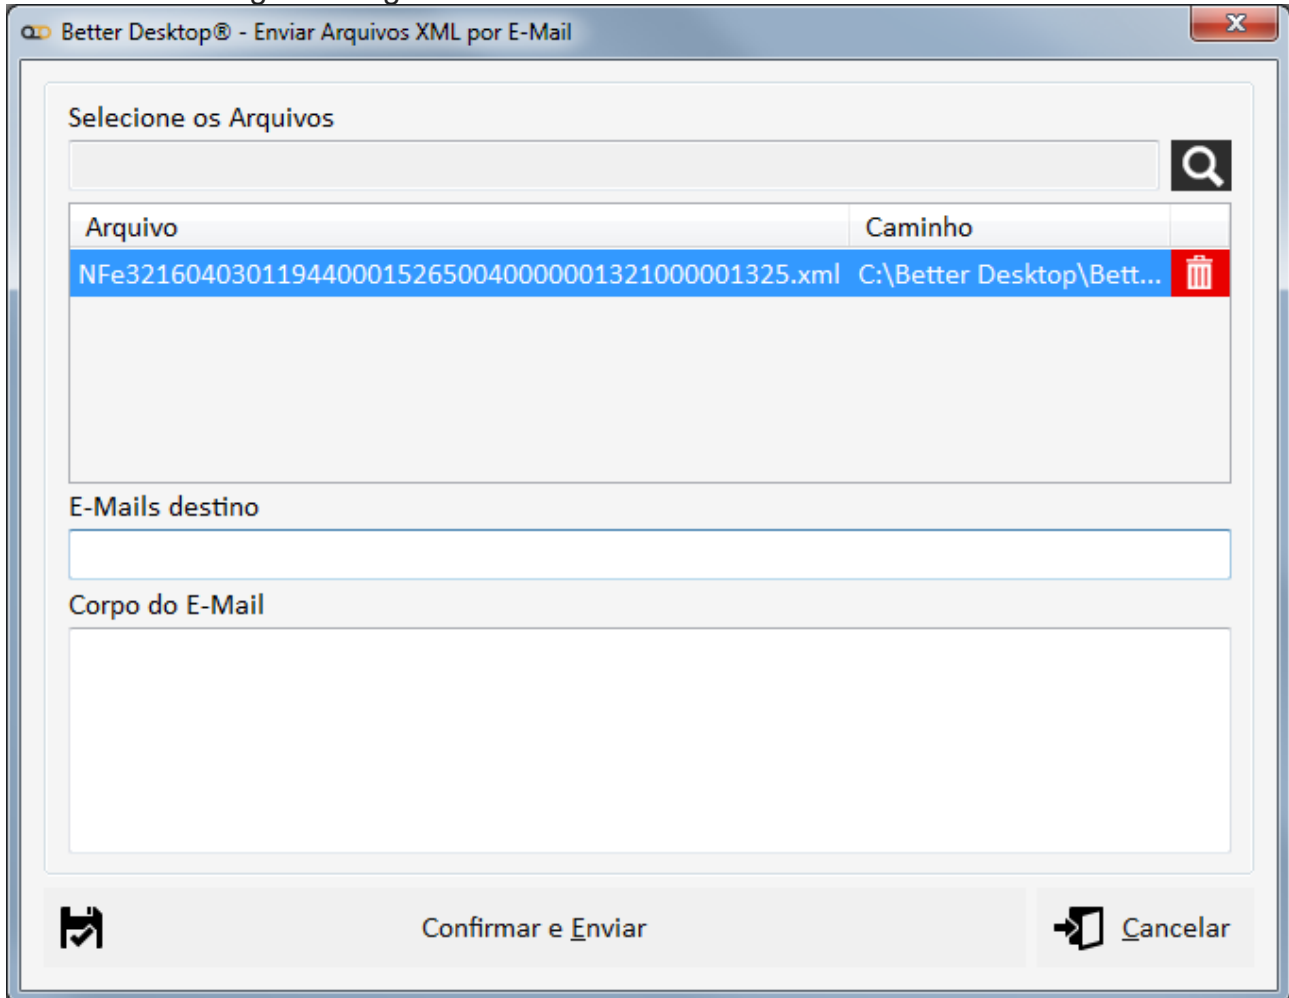 Better Desktop® - Enviar Arquivos XML por E-Mail
Selecione os Arquivos
Arquivo Caminho
NFe32160403011944000152650040000001321000001325.xml C:\Better Desktop\Bett...
E-Mails destino
Corpo do E-Mail
Confirmar e Enviar Cancelar